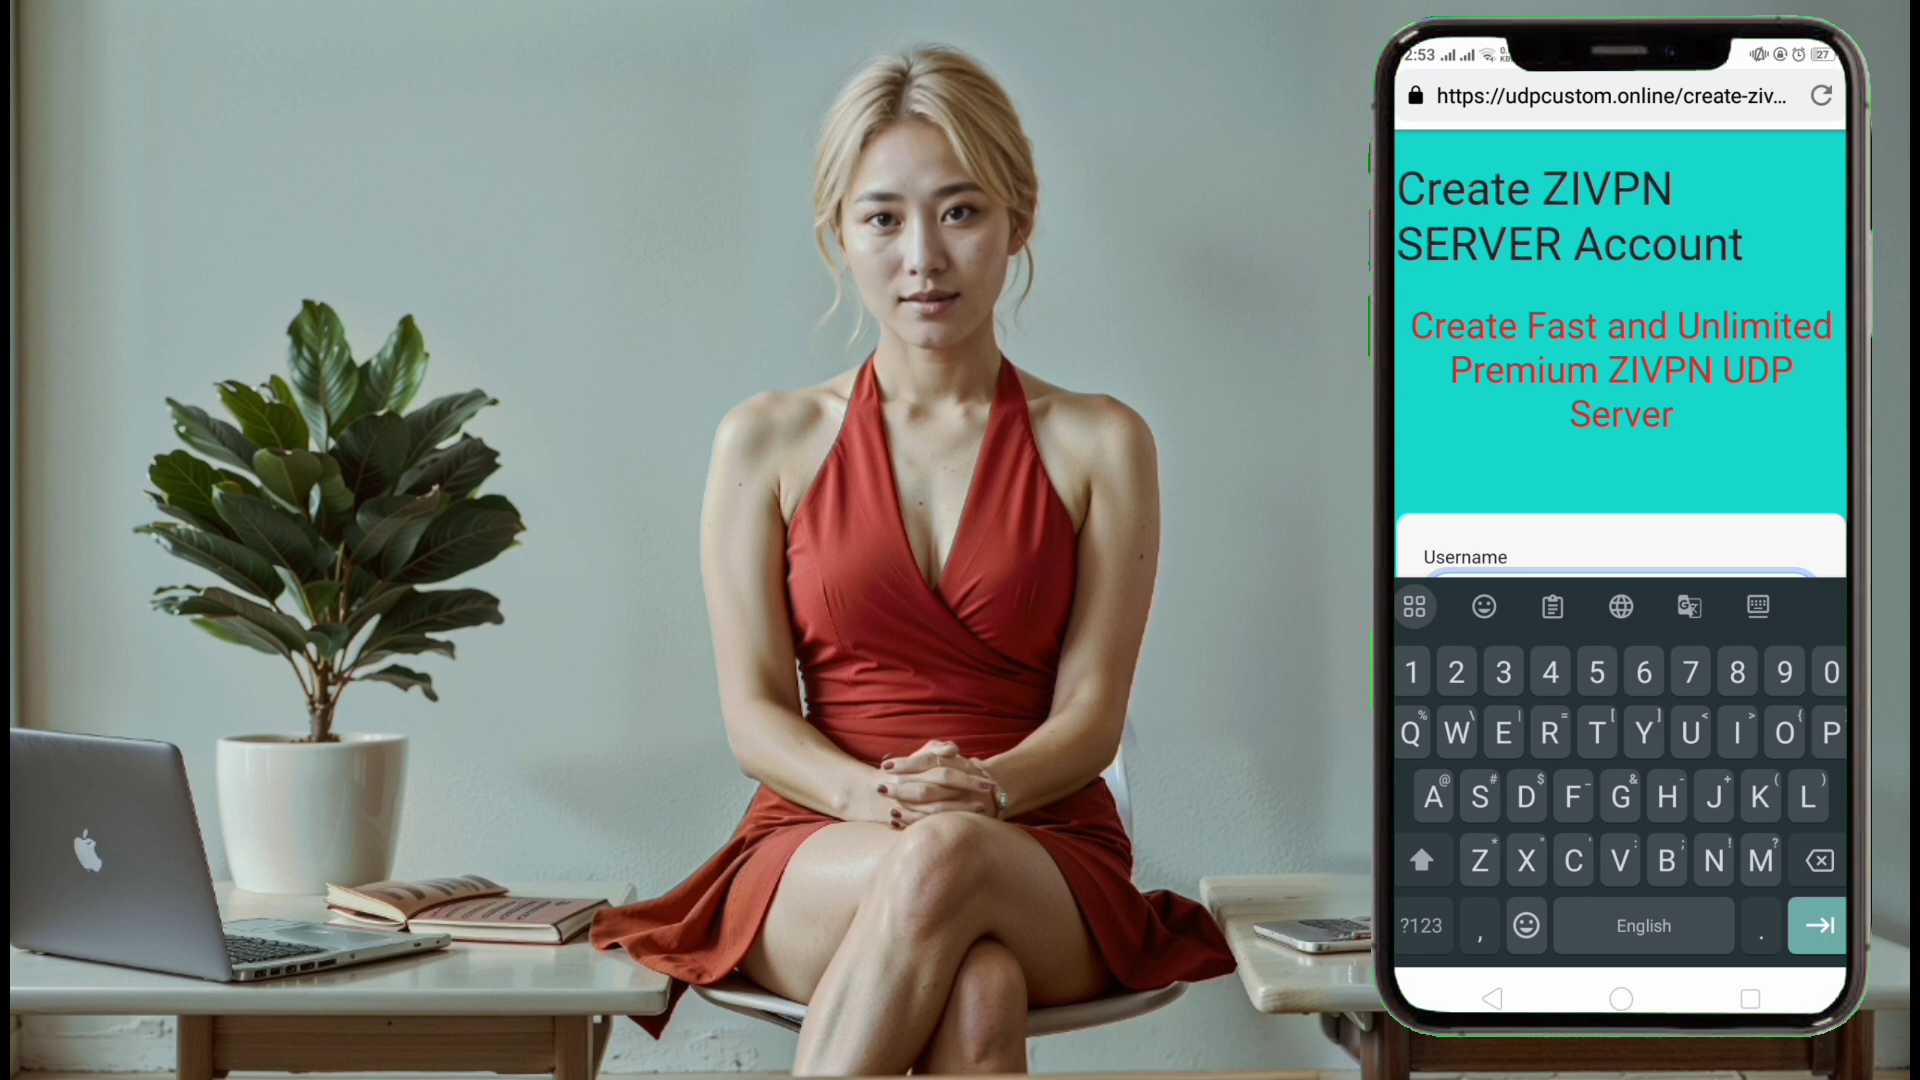 2:53
27
https://udpcustom.online/create-ziv...
Create ZIVPN
SERVER Account
Create Fast and Unlimited
Premium ZIVPN UDP
Server
Username
1 2 3 4 5 6 7 8 9 0
% \ | = [ ] < > {
Q W E R T Y U I O P
@ # $ _ & - + ( )
A S D F G H J K L
* " ' : ; ! ?
Z X C V B N M
?123 , English .